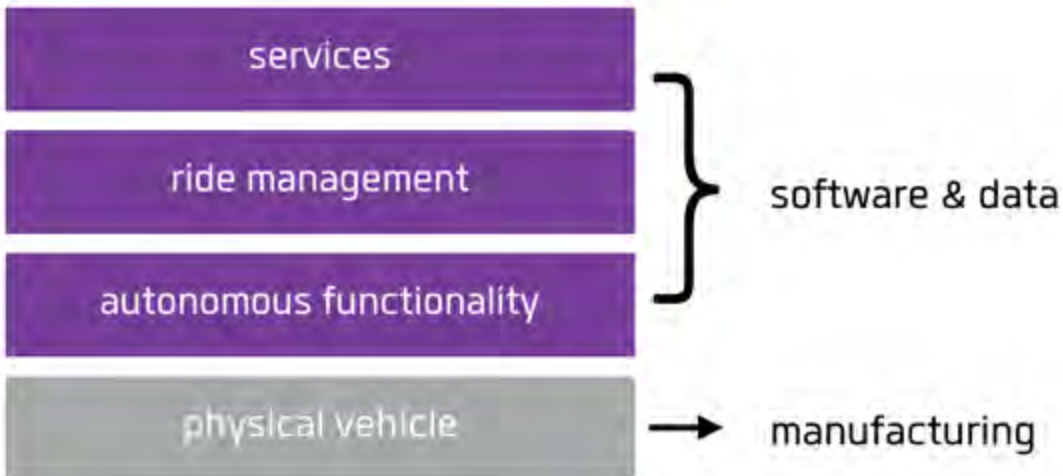 services
ride management
software & data
autonomous functionality
physical vehicle
manufacturing